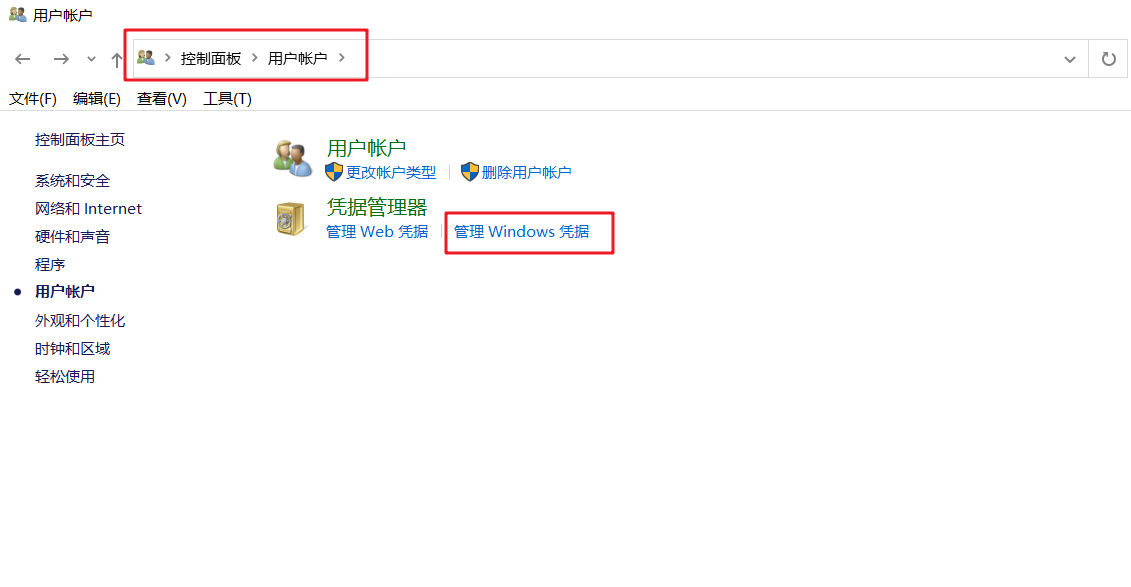 用户帐户
控制面板 用户帐户
文件(F) 编辑(E) 查看(V) 工具(T)
控制面板主页
系统和安全
网络和 Internet
硬件和声音
程序
用户帐户
外观和个性化
时钟和区域
轻松使用
用户帐户
更改帐户类型 删除用户帐户
凭据管理器
管理 Web 凭据 管理 Windows 凭据